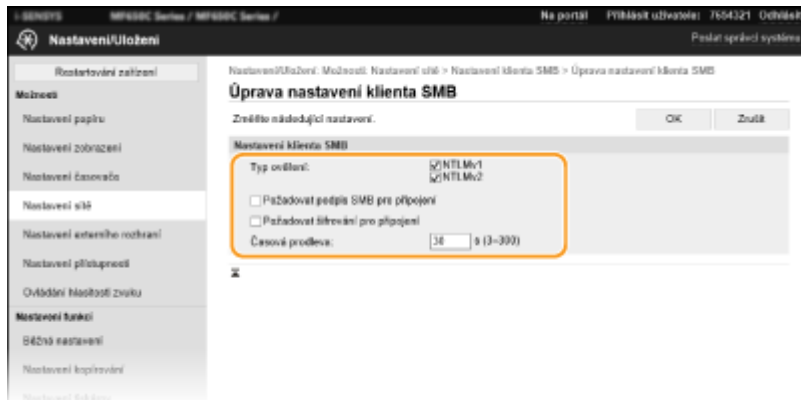 i-SENSYS MF650C Series / MF650C Series / Na portál Přihlásit uživatele: 7654321 Odhlásit
Nastavení/Uložení Poslat správci systému
Restartování zařízení
Možnosti
Nastavení papíru
Nastavení zobrazení
Nastavení časovače
Nastavení sítě
Nastavení externího rozhraní
Nastavení přístupnosti
Ovládání hlasitosti zvuku
Nastavení funkcí
Běžná nastavení
Nastavení kopírování
Nastavení/Uložení: Možnosti: Nastavení sítě > Nastavení klienta SMB > Úprava nastavení klienta SMB
Úprava nastavení klienta SMB
Změňte následující nastavení. OK Zrušit
Nastavení klienta SMB
Typ ověření: NTLMv1
NTLMv2
Požadovat podpis SMB pro připojení
Požadovat šifrování pro připojení
Časová prodleva: 30 s (3–300)